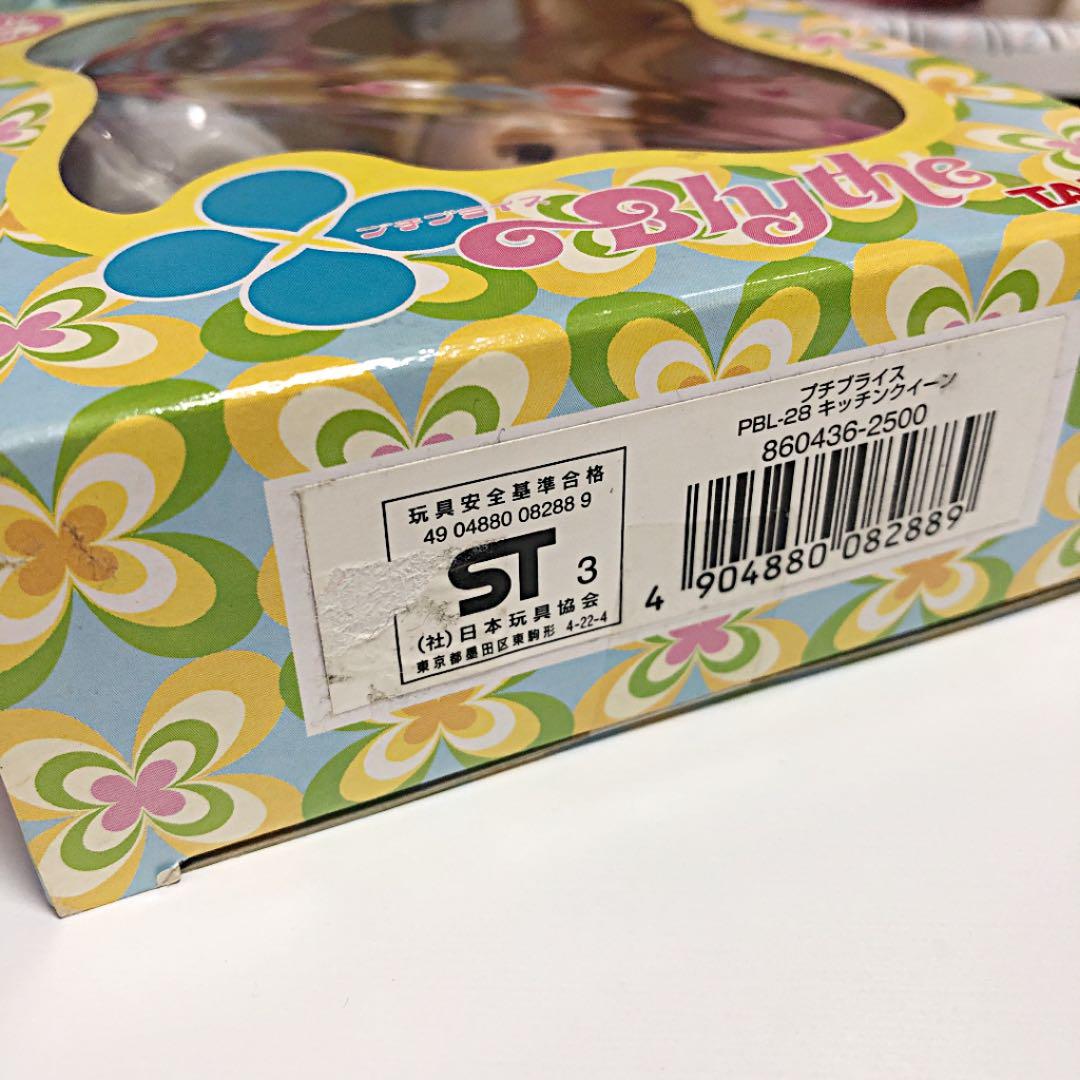 プチブライス
Blythe
TA
プチブライス
PBL-28 キッチンクイーン
860436-2500
4 904880 082889
玩具安全基準合格
49 04880 08288 9
ST 3
(社)日本玩具協会
東京都墨田区東駒形 4-22-4